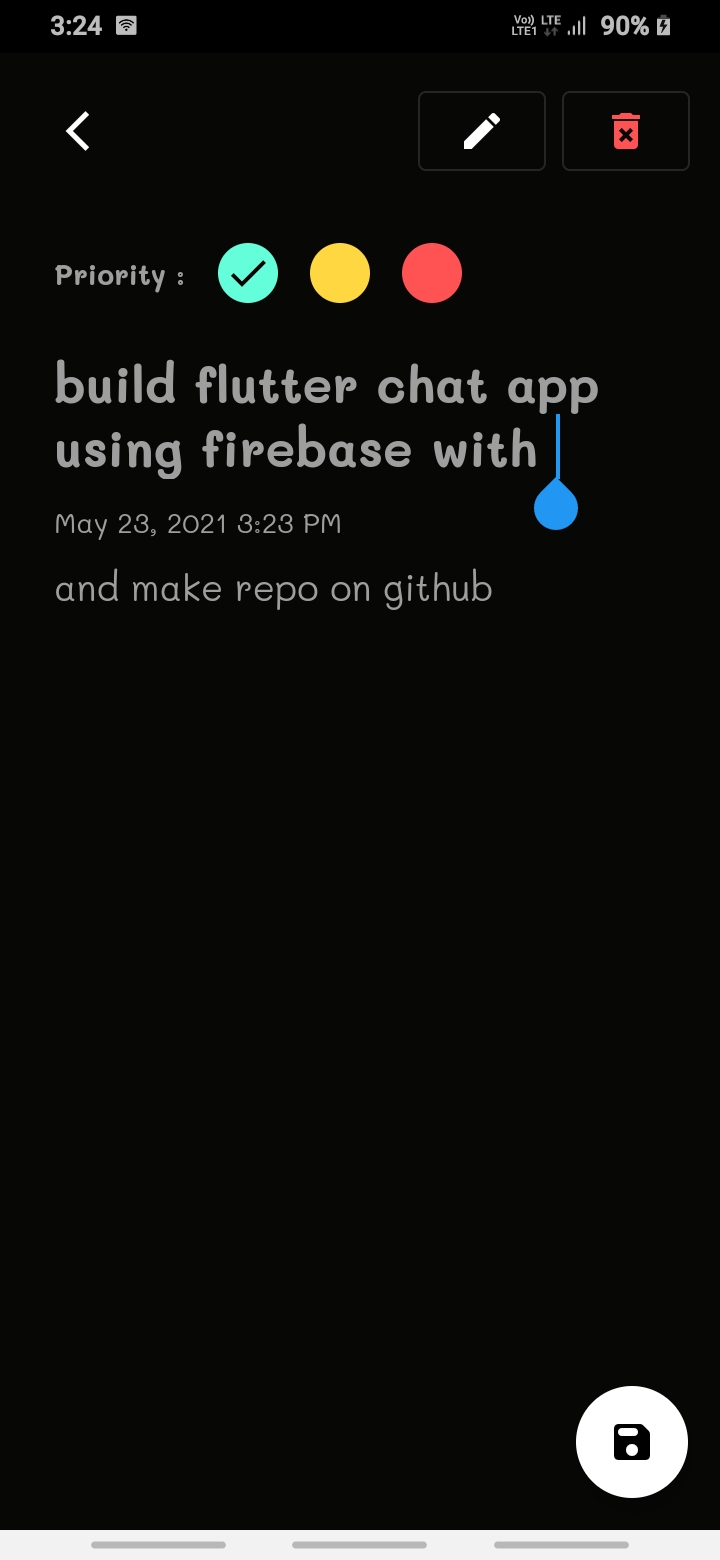 3:24
Vo) LTE
LTE1
90%
Priority :
build flutter chat app
using firebase with
May 23, 2021 3:23 PM
and make repo on github